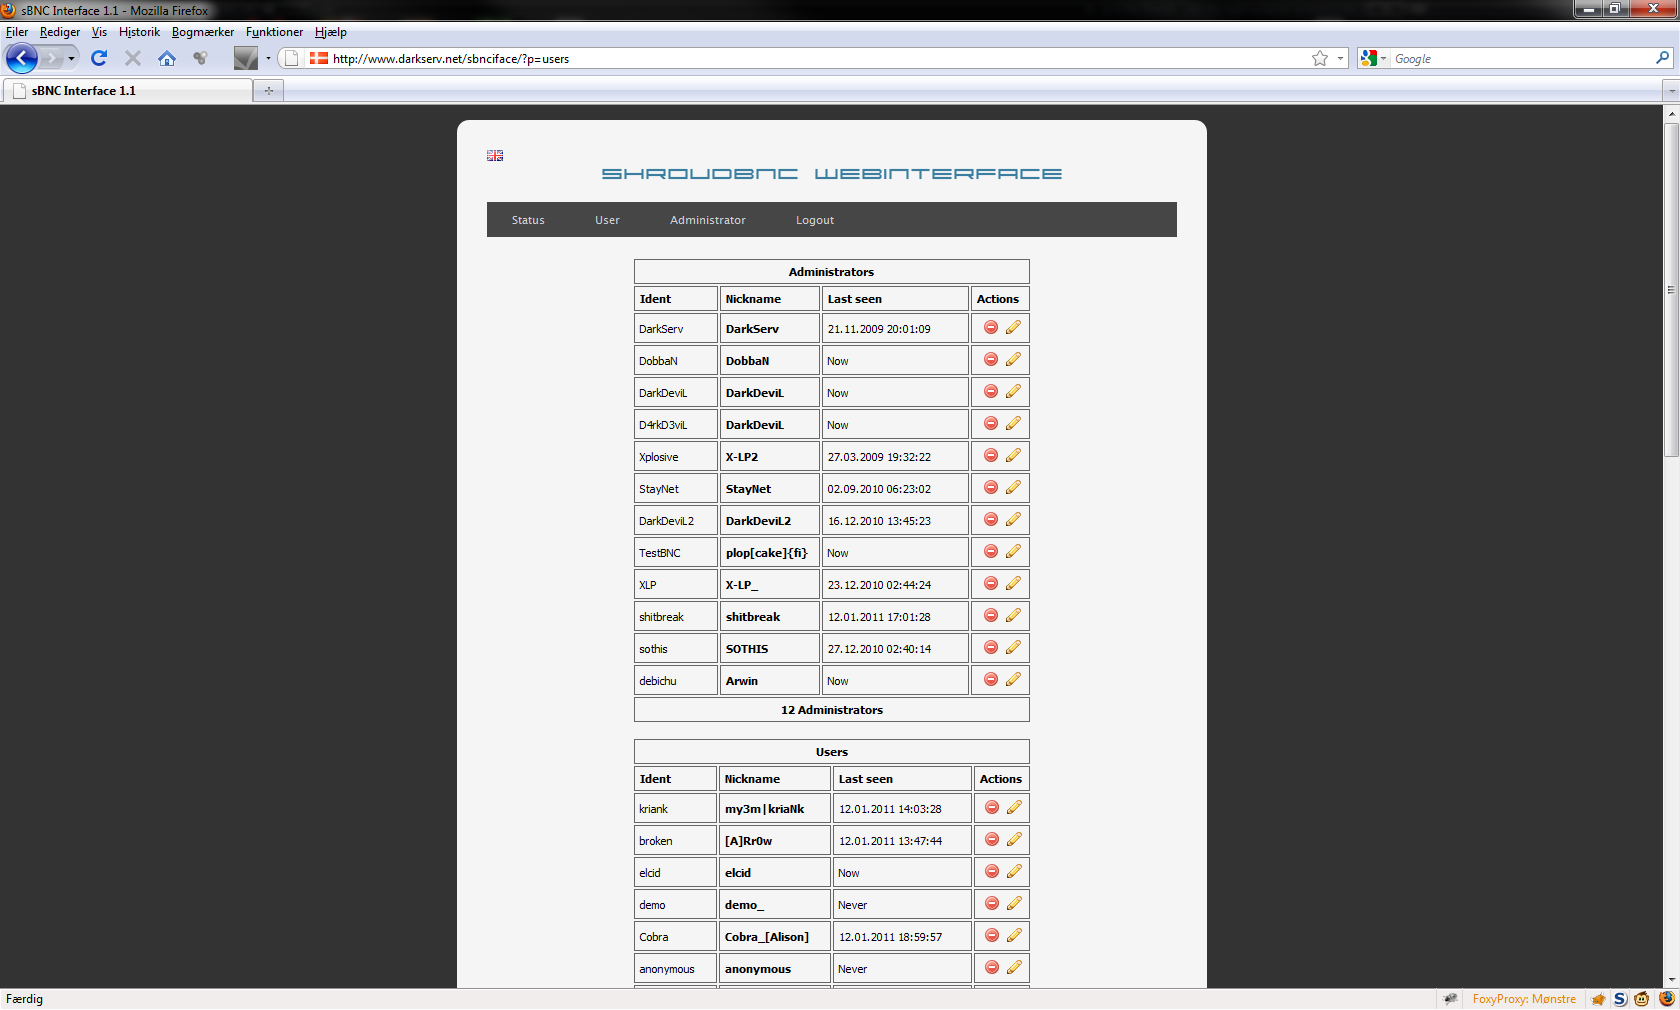 sBNC Interface 1.1 - Mozilla Firefox
Filer Rediger Vis Historik Bogmærker Funktioner Hjælp
http://www.darkserv.net/sbnciface/?p=users Google
sBNC Interface 1.1
SHROUDBNC WEBINTERFACE
Status User Administrator Logout
Administrators
Ident Nickname Last seen Actions
DarkServ DarkServ 21.11.2009 20:01:09
DobbaN DobbaN Now
DarkDeviL DarkDeviL Now
D4rkD3viL DarkDeviL Now
Xplosive X-LP2 27.03.2009 19:32:22
StayNet StayNet 02.09.2010 06:23:02
DarkDeviL2 DarkDeviL2 16.12.2010 13:45:23
TestBNC plop[cake]{fi} Now
XLP X-LP_ 23.12.2010 02:44:24
shitbreak shitbreak 12.01.2011 17:01:28
sothis SOTHIS 27.12.2010 02:40:14
debichu Arwin Now
12 Administrators
Users
Ident Nickname Last seen Actions
kriank my3m|kriaNk 12.01.2011 14:03:28
broken [A]Rr0w 12.01.2011 13:47:44
elcid elcid Now
demo demo_ Never
Cobra Cobra_[Alison] 12.01.2011 18:59:57
anonymous anonymous Never
Færdig FoxyProxy: Mønstre